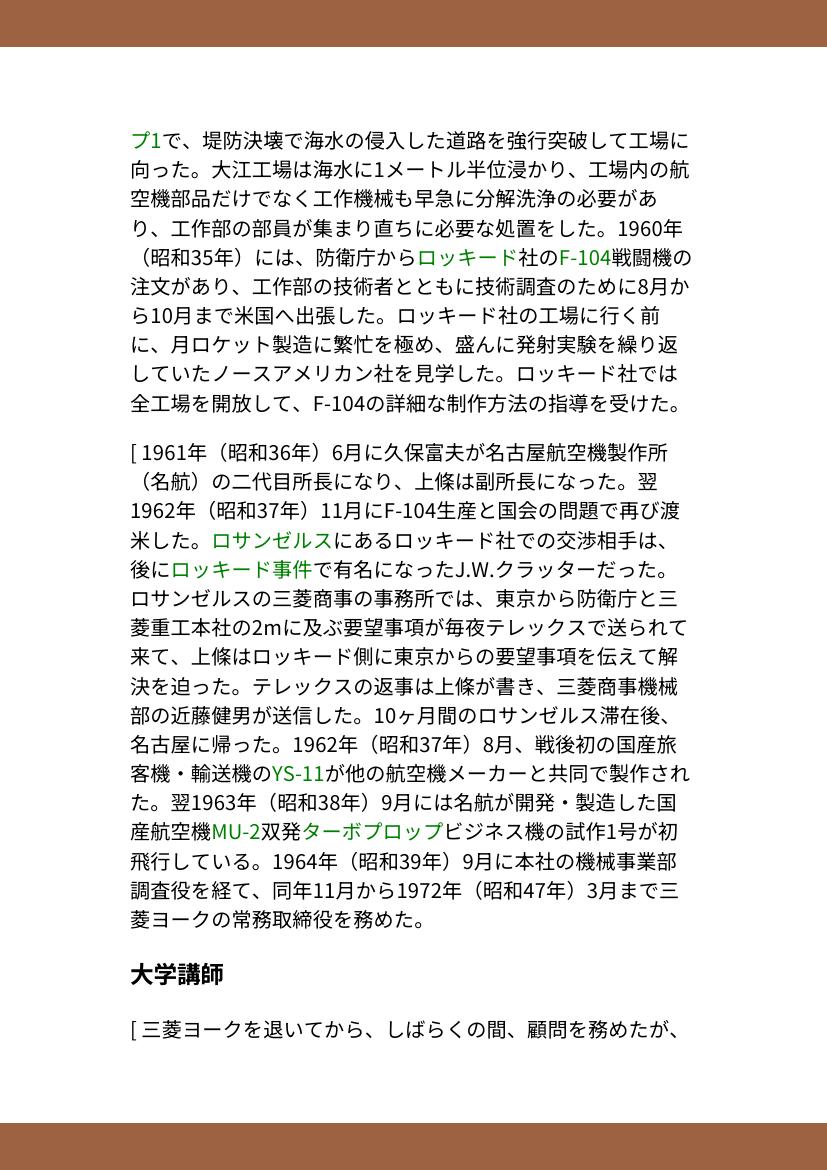 プ1で、堤防決壊で海水の侵入した道路を強行突破して工場に
向った。大江工場は海水に1メートル半位浸かり、工場内の航
空機部品だけでなく工作機械も早急に分解洗浄の必要があ
り、工作部の部員が集まり直ちに必要な処置をした。1960年
（昭和35年）には、防衛庁からロッキード社のF-104戦闘機の
注文があり、工作部の技術者とともに技術調査のために8月か
ら10月まで米国へ出張した。ロッキード社の工場に行く前
に、月ロケット製造に繁忙を極め、盛んに発射実験を繰り返
していたノースアメリカン社を見学した。ロッキード社では
全工場を開放して、F-104の詳細な制作方法の指導を受けた。
[ 1961年（昭和36年）6月に久保富夫が名古屋航空機製作所
（名航）の二代目所長になり、上條は副所長になった。翌
1962年（昭和37年）11月にF-104生産と国会の問題で再び渡
米した。ロサンゼルスにあるロッキード社での交渉相手は、
後にロッキード事件で有名になったJ.W.クラッターだった。
ロサンゼルスの三菱商事の事務所では、東京から防衛庁と三
菱重工本社の2mに及ぶ要望事項が毎夜テレックスで送られて
来て、上條はロッキード側に東京からの要望事項を伝えて解
決を迫った。テレックスの返事は上條が書き、三菱商事機械
部の近藤健男が送信した。10ヶ月間のロサンゼルス滞在後、
名古屋に帰った。1962年（昭和37年）8月、戦後初の国産旅
客機・輸送機のYS-11が他の航空機メーカーと共同で製作され
た。翌1963年（昭和38年）9月には名航が開発・製造した国
産航空機MU-2双発ターボプロップビジネス機の試作1号が初
飛行している。1964年（昭和39年）9月に本社の機械事業部
調査役を経て、同年11月から1972年（昭和47年）3月まで三
菱ヨークの常務取締役を務めた。
大学講師
[ 三菱ヨークを退いてから、しばらくの間、顧問を務めたが、